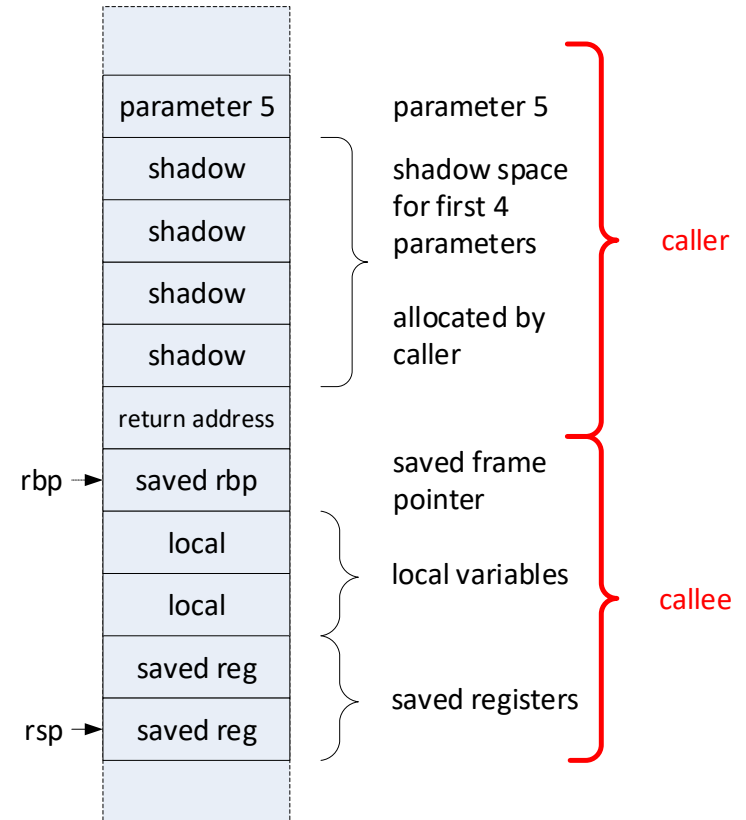 parameter 5
shadow
shadow
shadow
shadow
return address
saved rbp
local
local
saved reg
saved reg
rbp
rsp
parameter 5
shadow space
for first 4
parameters
allocated by
caller
saved frame
pointer
local variables
saved registers
caller
callee